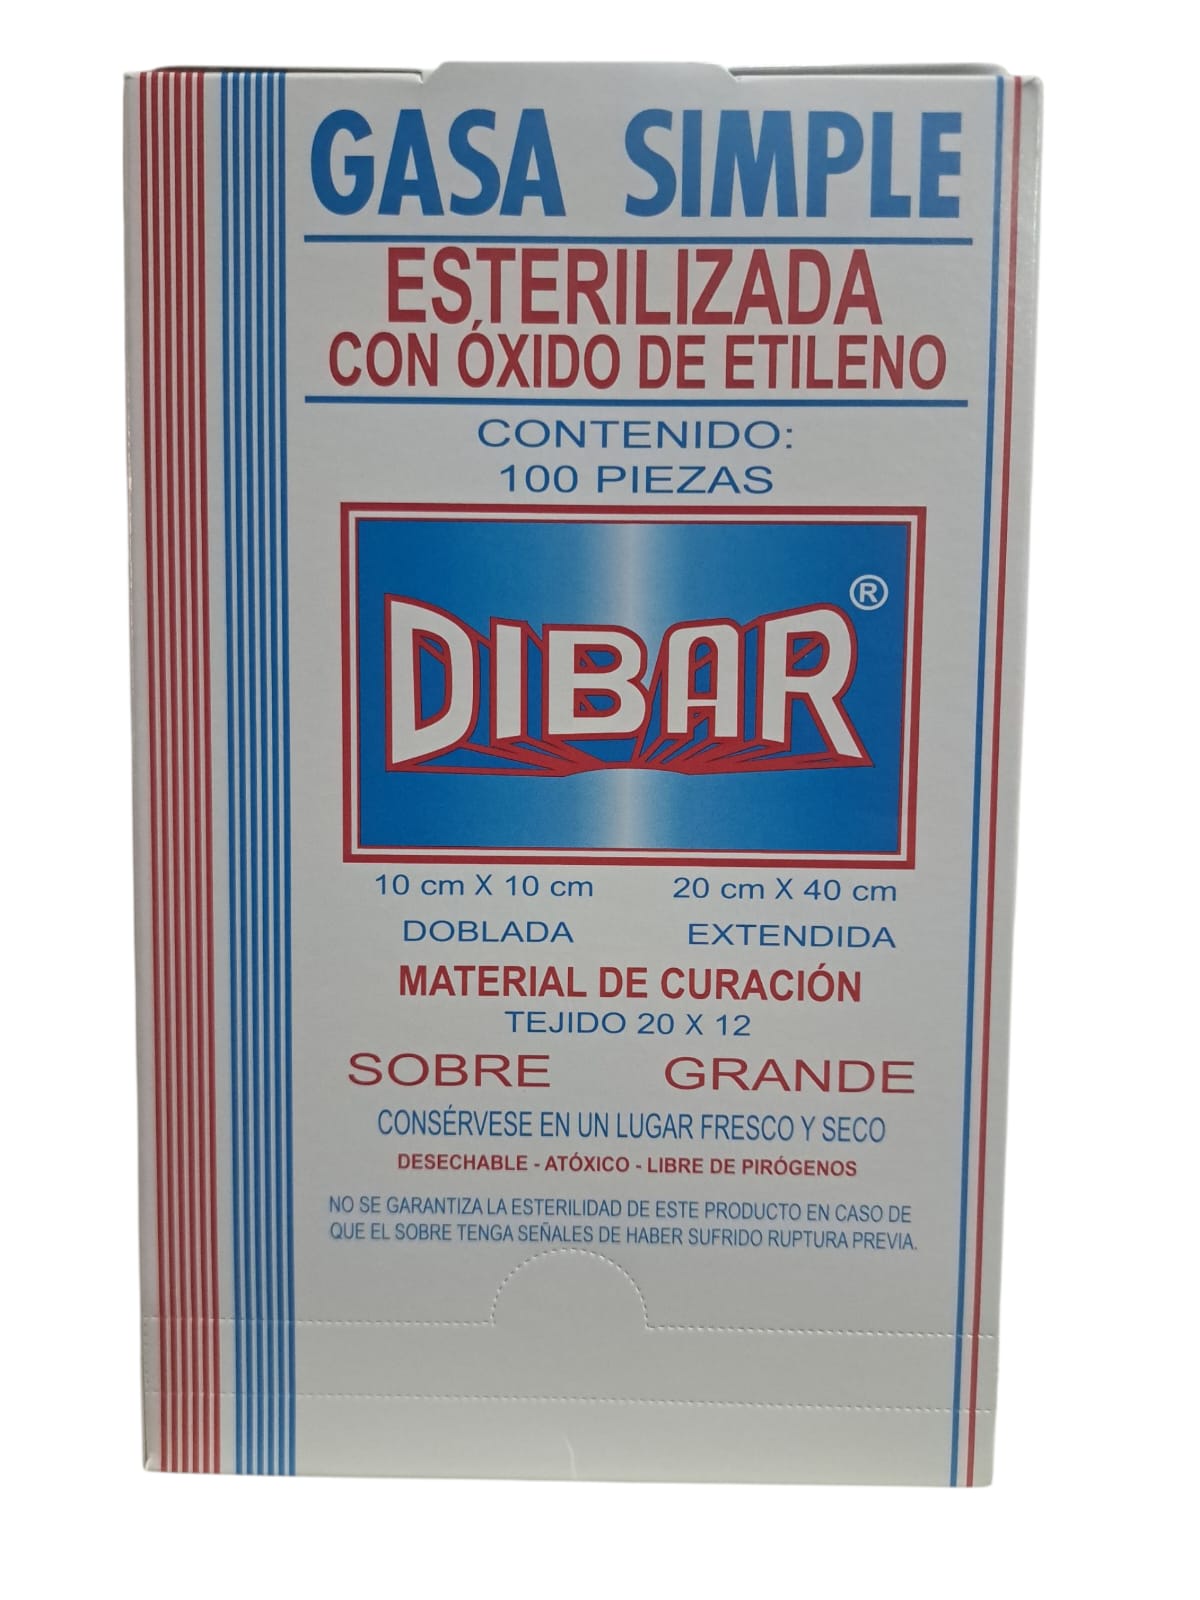 GASA SIMPLE
ESTERILIZADA
CON ÓXIDO DE ETILENO
CONTENIDO:
100 PIEZAS
DIBAR®
10 cm X 10 cm 20 cm X 40 cm
DOBLADA EXTENDIDA
MATERIAL DE CURACIÓN
TEJIDO 20 X 12
SOBRE GRANDE
CONSÉRVESE EN UN LUGAR FRESCO Y SECO
DESECHABLE - ATÓXICO - LIBRE DE PIRÓGENOS
NO SE GARANTIZA LA ESTERILIDAD DE ESTE PRODUCTO EN CASO DE
QUE EL SOBRE TENGA SEÑALES DE HABER SUFRIDO RUPTURA PREVIA.